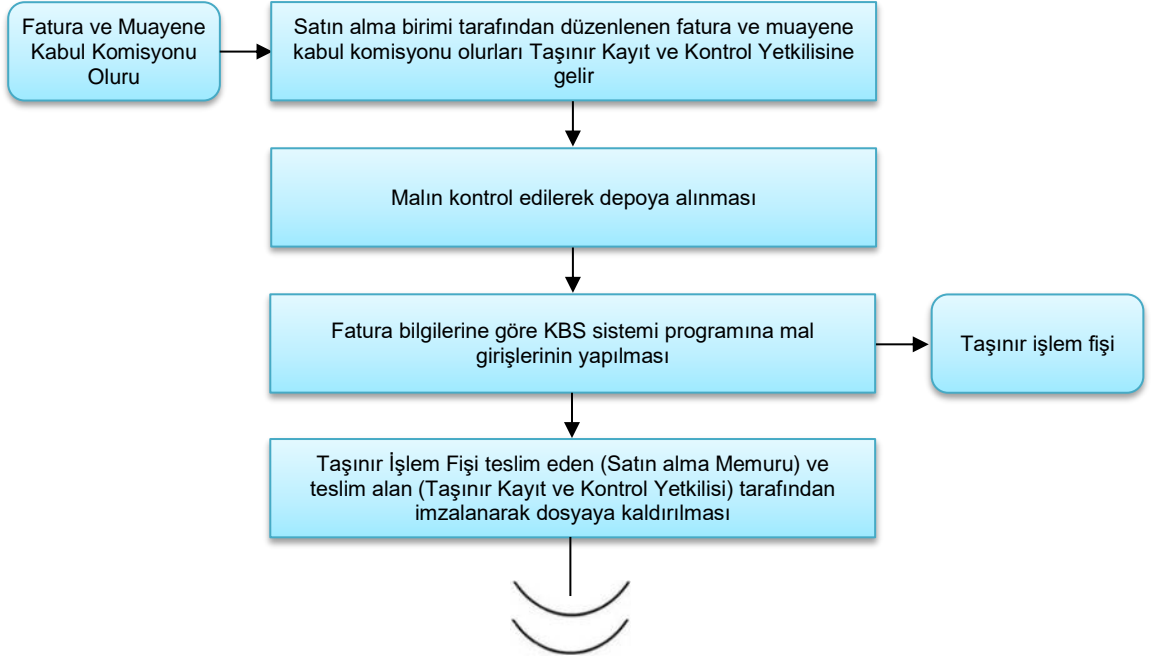 Fatura ve Muayene
Kabul Komisyonu
Oluru
Satın alma birimi tarafından düzenlenen fatura ve muayene
kabul komisyonu olurları Taşınır Kayıt ve Kontrol Yetkilisine
gelir
Malın kontrol edilerek depoya alınması
Fatura bilgilerine göre KBS sistemi programına mal
girişlerinin yapılması
Taşınır işlem fişi
Taşınır İşlem Fişi teslim eden (Satın alma Memuru) ve
teslim alan (Taşınır Kayıt ve Kontrol Yetkilisi) tarafından
imzalanarak dosyaya kaldırılması